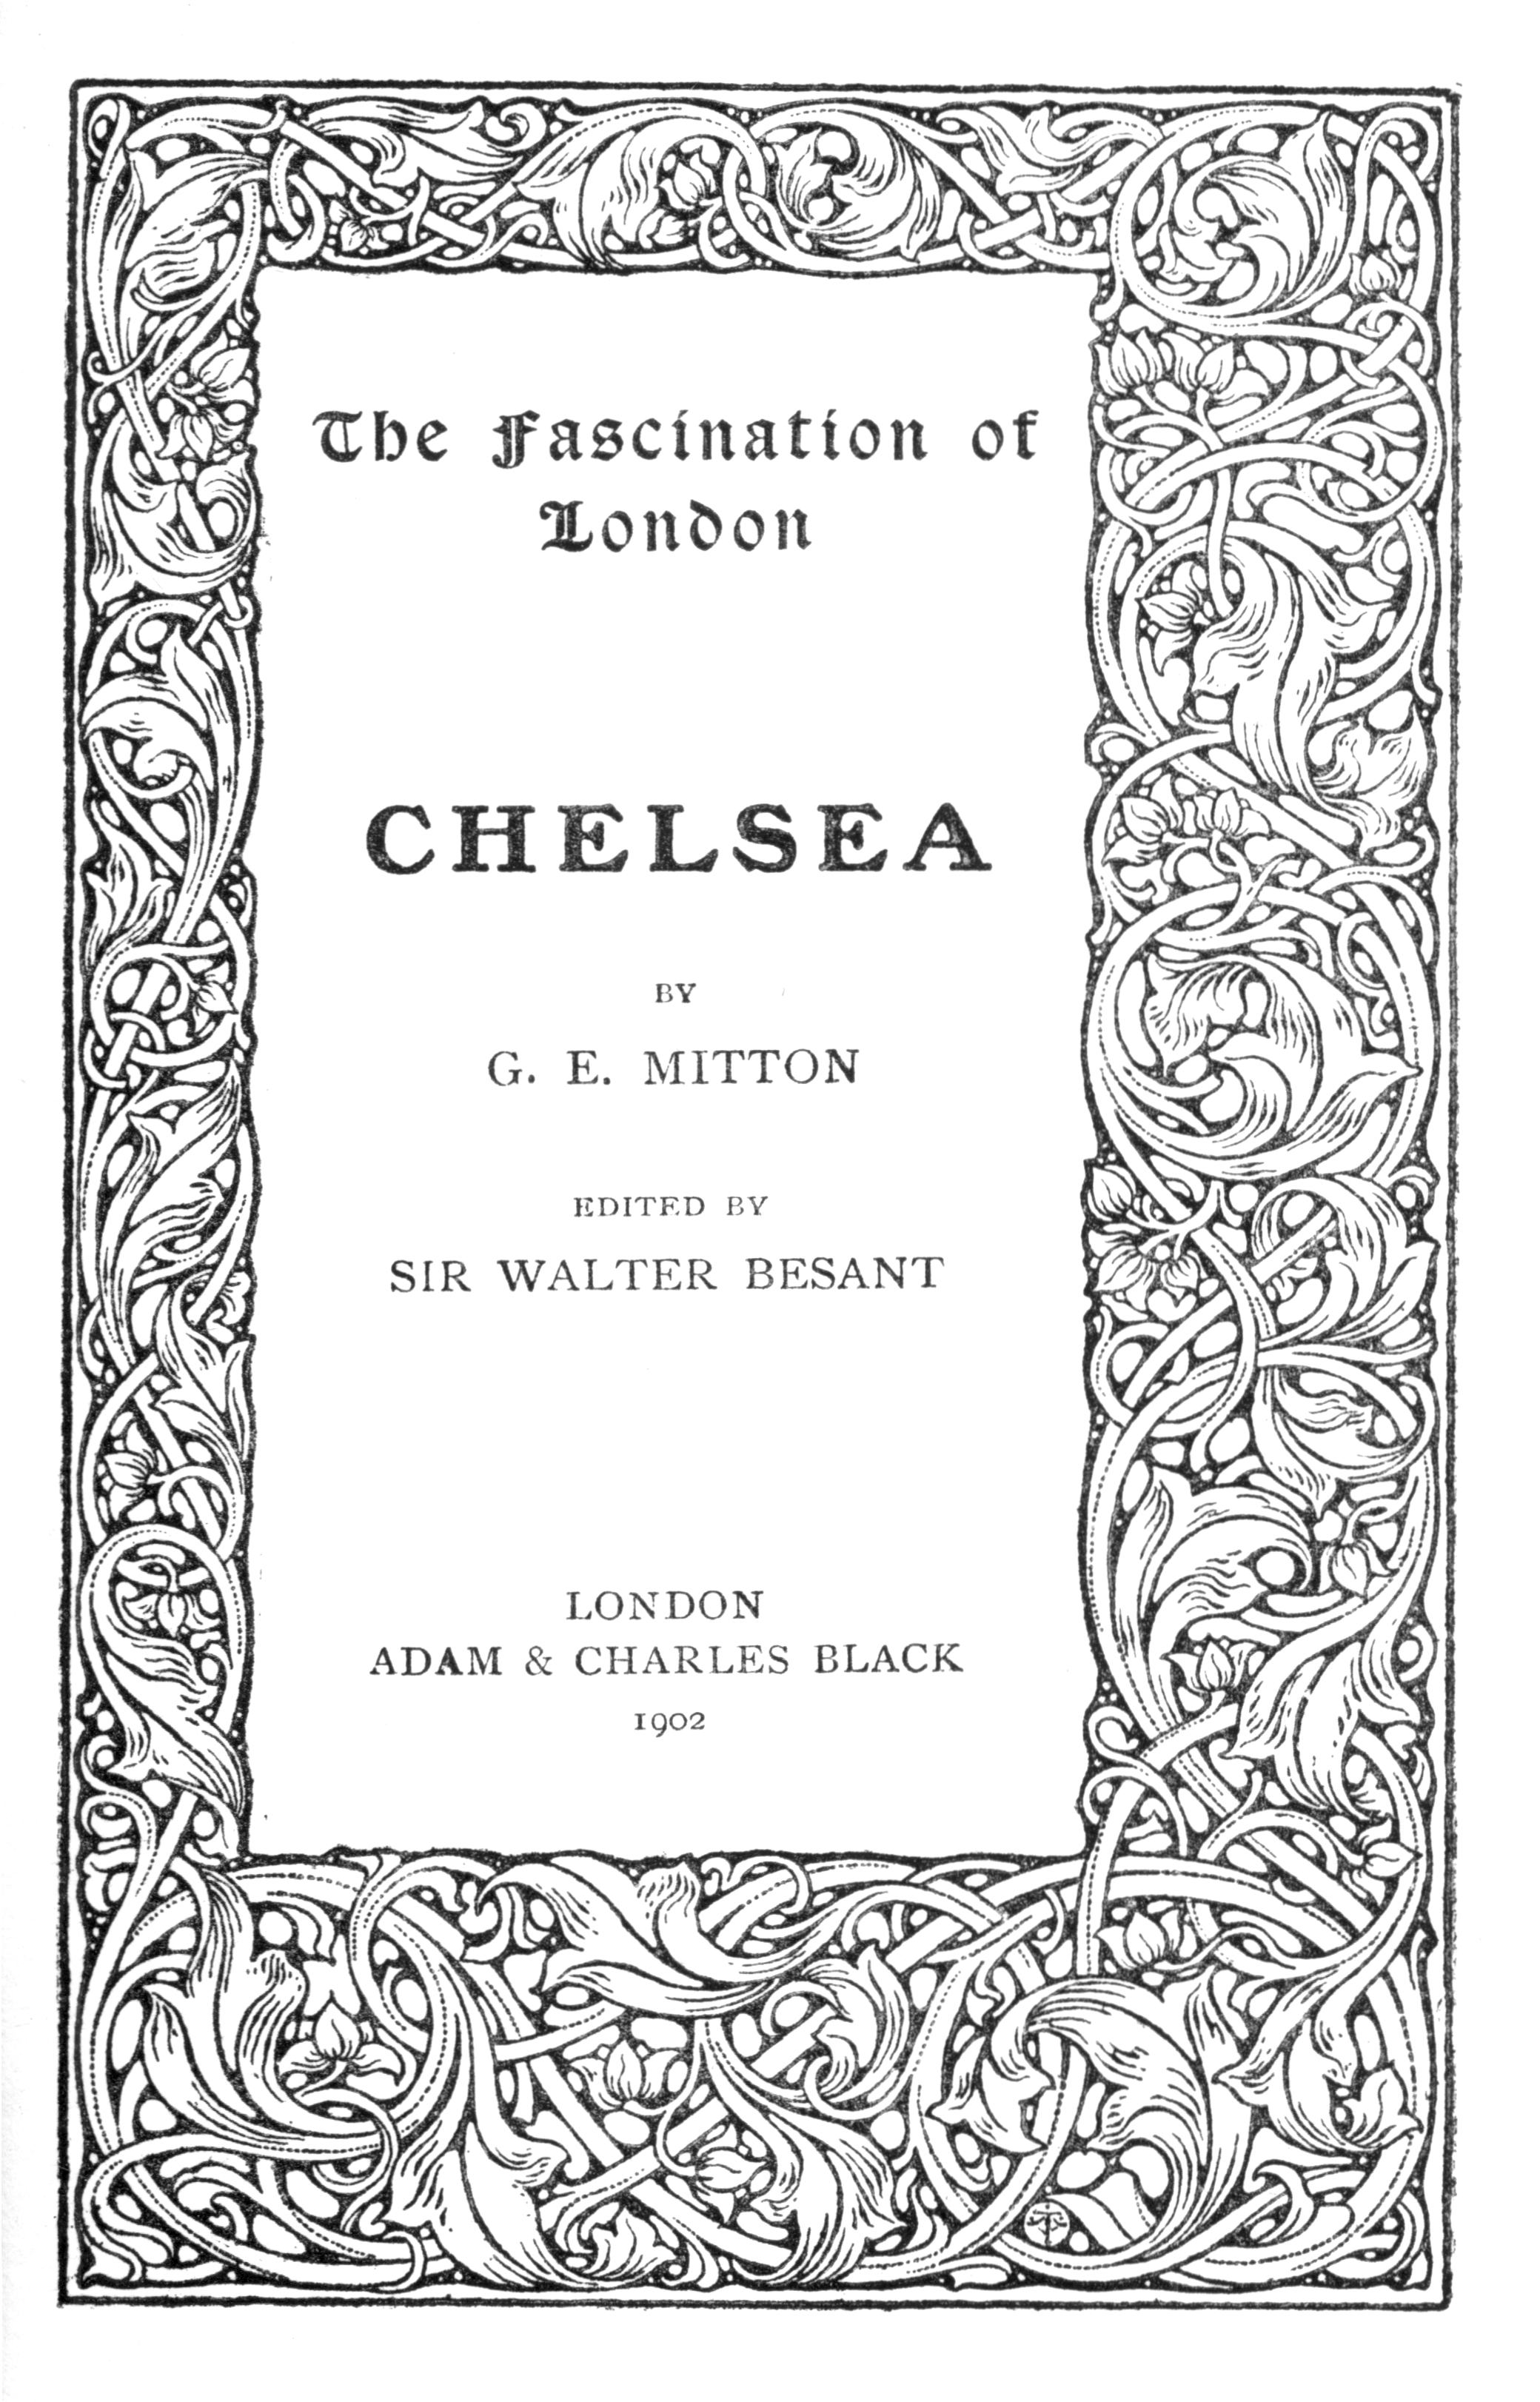 The Fascination of
London
CHELSEA
BY
G. E. MITTON
EDITED BY
SIR WALTER BESANT
LONDON
ADAM & CHARLES BLACK
1902